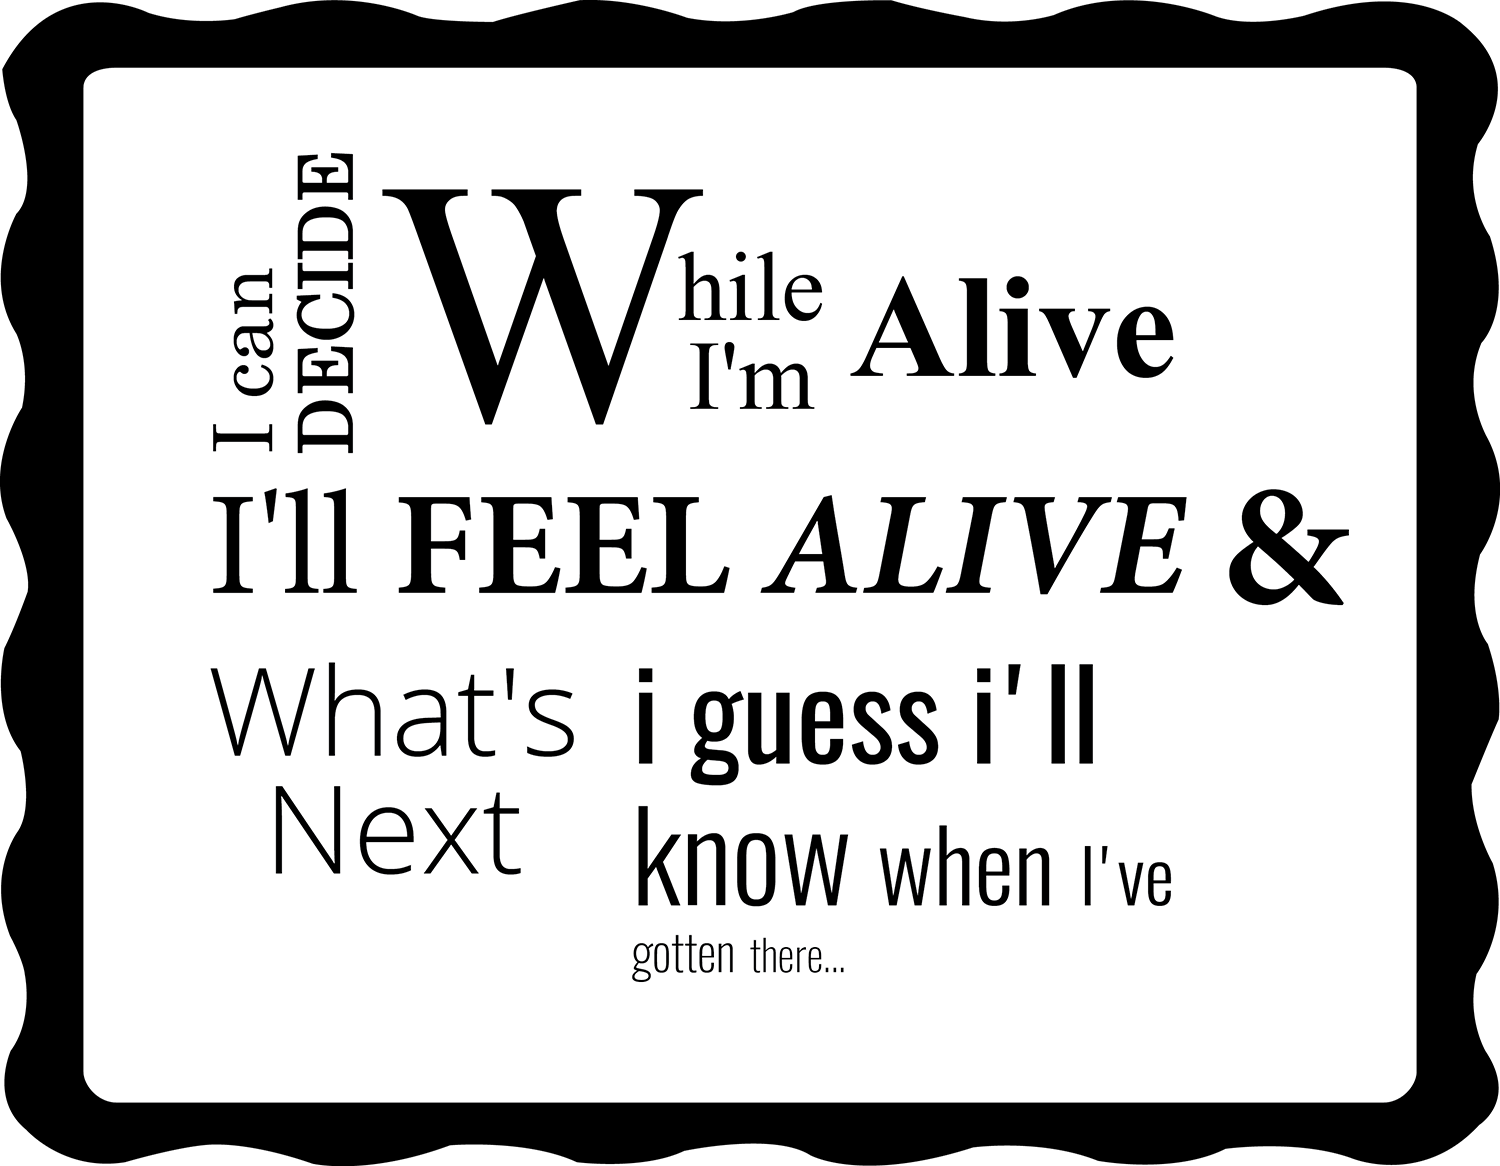 I can
DECIDE
While
I'm
Alive
I'll FEEL ALIVE &
What's
Next
i guess i'll
know when I've
gotten there...